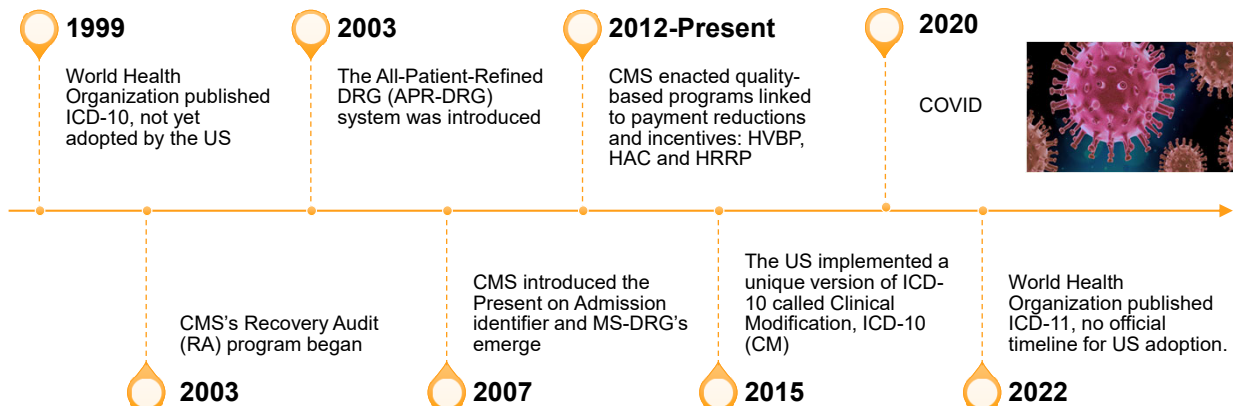 1999
World Health
Organization published
ICD-10, not yet
adopted by the US
2003
The All-Patient-Refined
DRG (APR-DRG)
system was introduced
2012-Present
CMS enacted quality-
based programs linked
to payment reductions
and incentives: HVBP,
HAC and HRRP
2020
COVID
CMS's Recovery Audit
(RA) program began
2003
CMS introduced the
Present on Admission
identifier and MS-DRG's
emerge
2007
The US implemented a
unique version of ICD-
10 called Clinical
Modification, ICD-10
(CM)
2015
World Health
Organization published
ICD-11, no official
timeline for US adoption.
2022